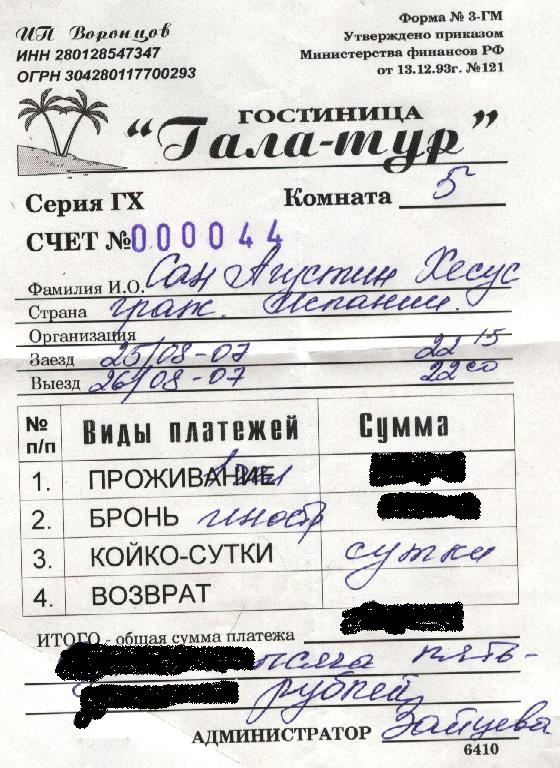 ИП Воронцов
ИНН 280128547347
ОГРН 304280117700293
Форма № 3-ГМ
Утверждено приказом
Министерства финансов РФ
от 13.12.93г. №121
ГОСТИНИЦА
“Гала-тур”
Серия ГХ
Комната 5
СЧЕТ №000044
Фамилия И.О. Сан Агустин Хесус
Страна граж. Испании.
Организация
Заезд 25/08-07 22 15
Выезд 26/08-07 22 00
№ п/п Виды платежей Сумма
1. ПРОЖИВАНИЕ
2. БРОНЬ иностр
3. КОЙКО-СУТКИ сутки
4. ВОЗВРАТ
ИТОГО - общая сумма платежа
пять-
рублей
АДМИНИСТРАТОР Зайцева
6410